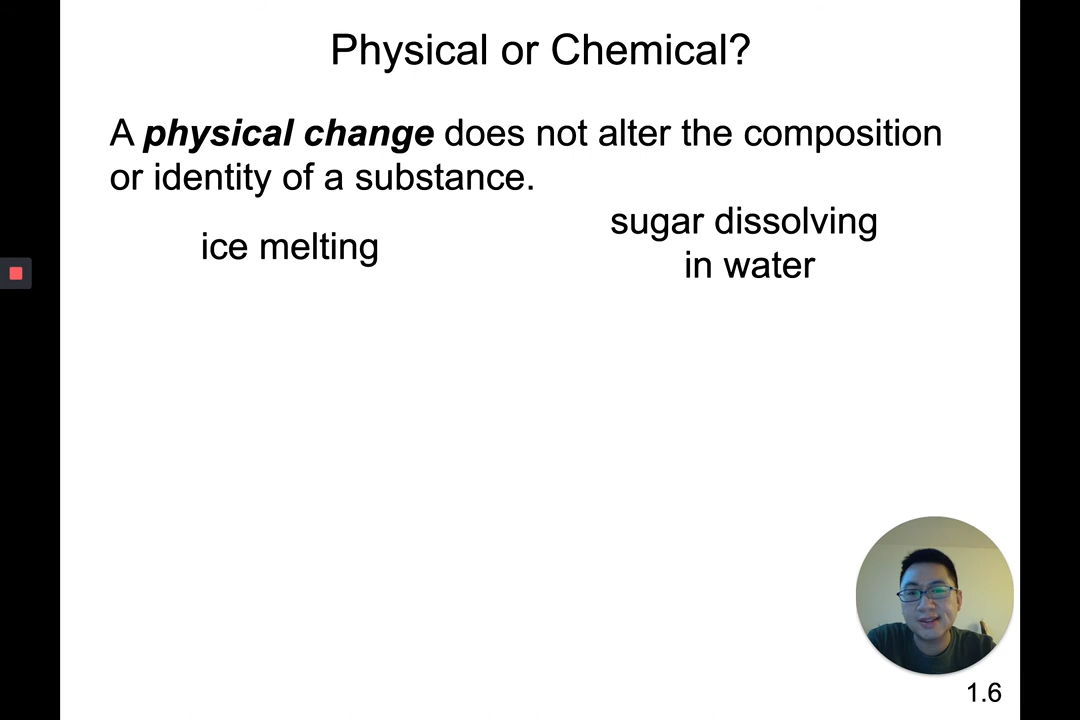 Physical or Chemical?
A physical change does not alter the composition
or identity of a substance.
ice melting
sugar dissolving
in water
1.6